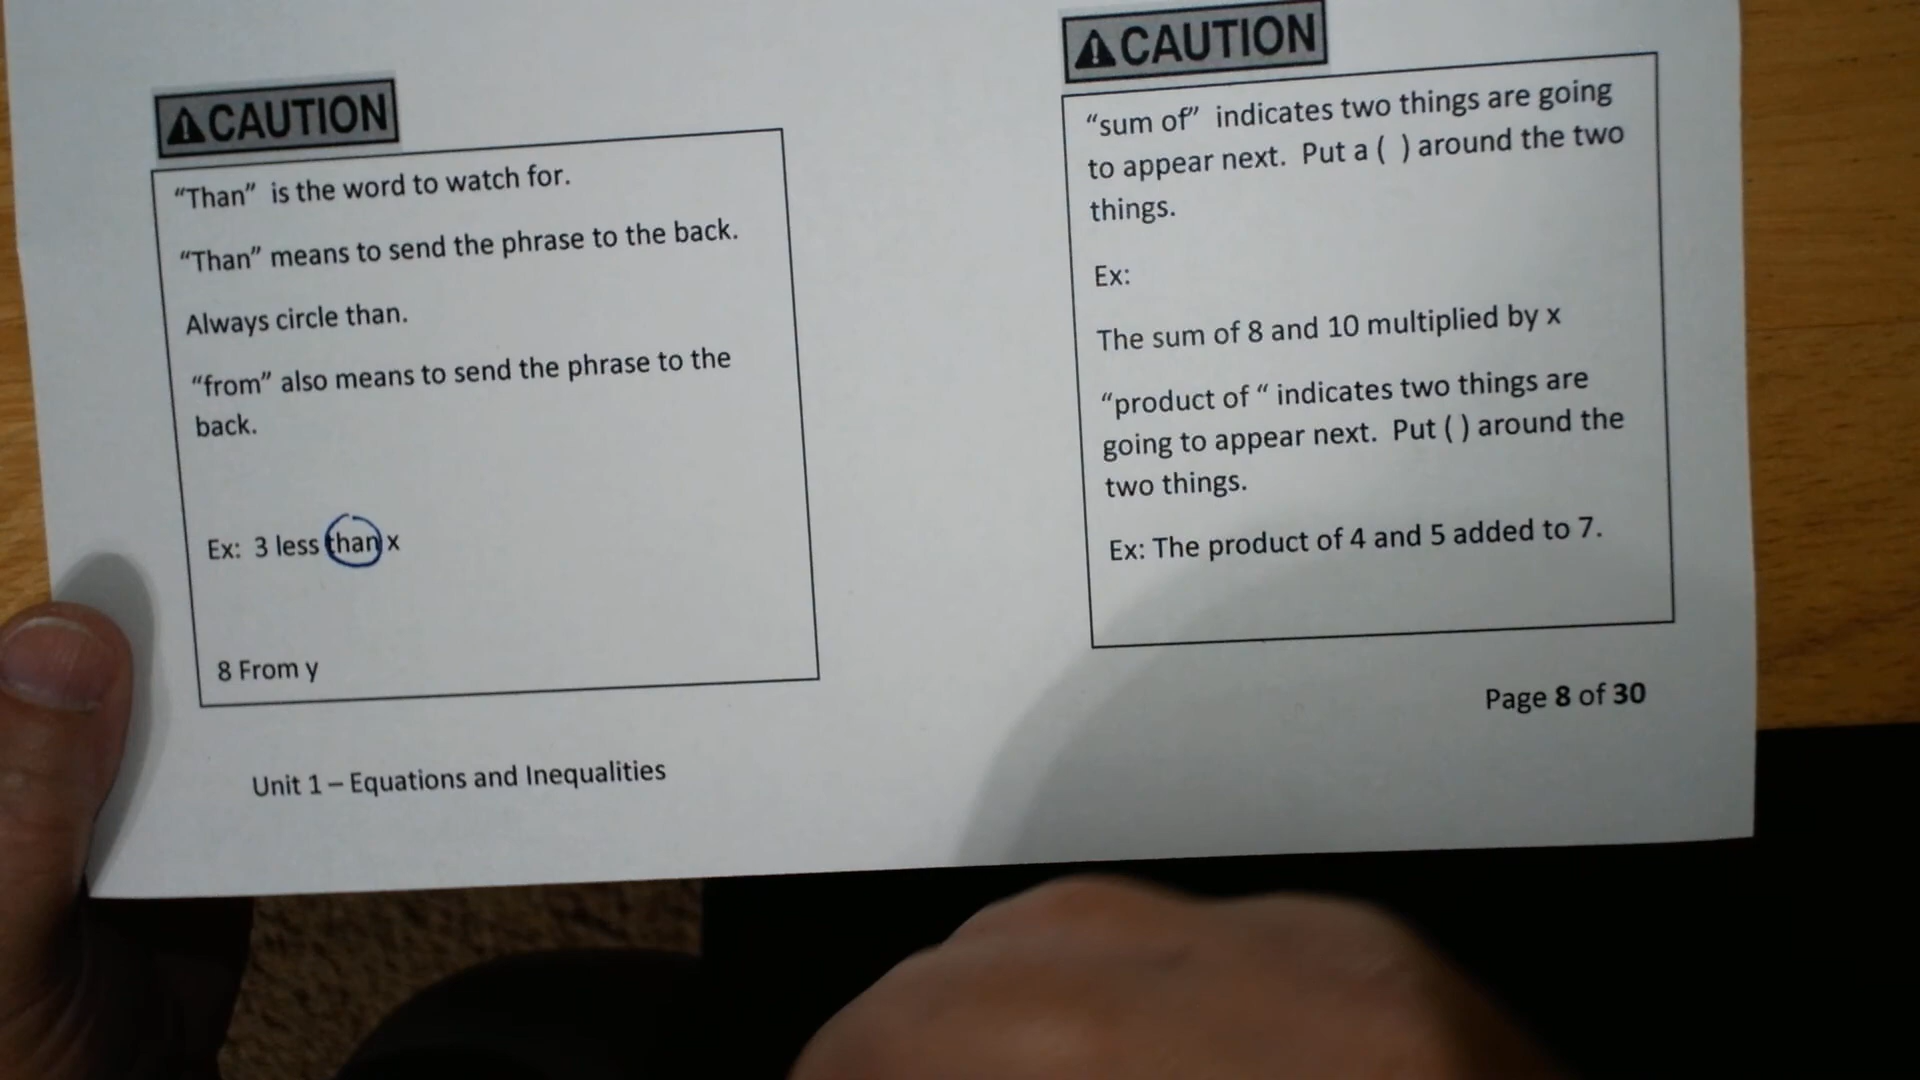 CAUTION
"Than" is the word to watch for.
"Than" means to send the phrase to the back.
Always circle than.
"from" also means to send the phrase to the
back.
Ex: 3 less than x
8 From y
Unit 1 – Equations and Inequalities
CAUTION
"sum of" indicates two things are going
to appear next. Put a ( ) around the two
things.
Ex:
The sum of 8 and 10 multiplied by x
"product of “ indicates two things are
going to appear next. Put ( ) around the
two things.
Ex: The product of 4 and 5 added to 7.
Page 8 of 30